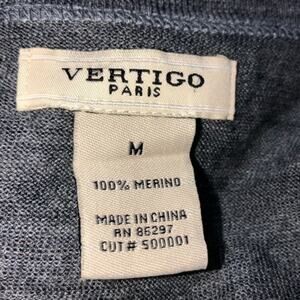 VERTIGO
PARIS
M
100% MERINO
MADE IN CHINA
RN 86297
CUT# 500001